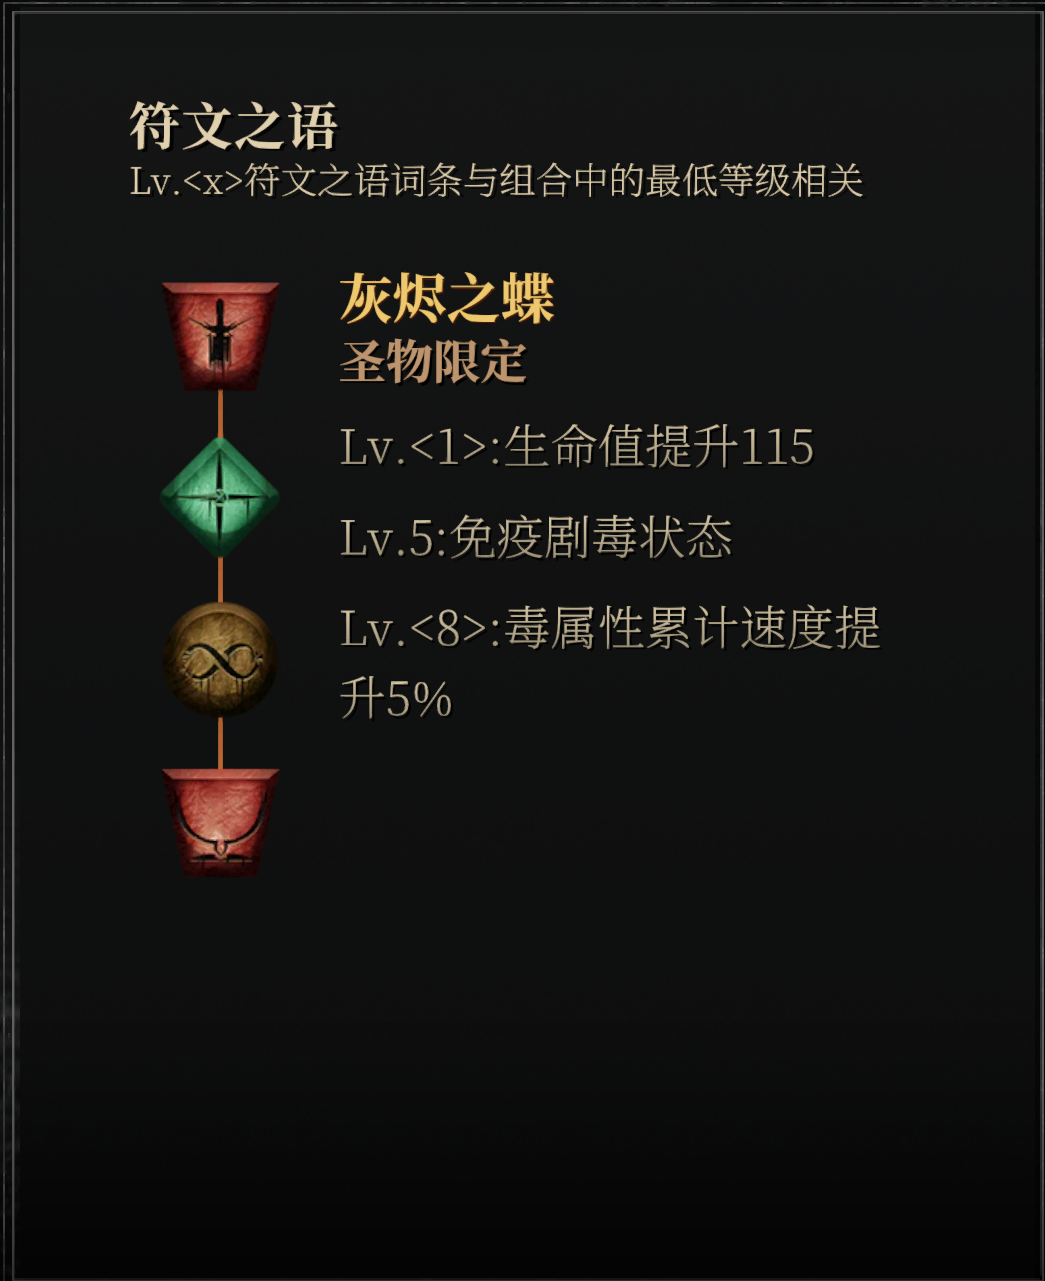 符文之语
Lv.<x>符文之语词条与组合中的最低等级相关
灰烬之蝶
圣物限定
Lv.<1>:生命值提升115
Lv.5:免疫剧毒状态
Lv.<8>:毒属性累计速度提
升5%